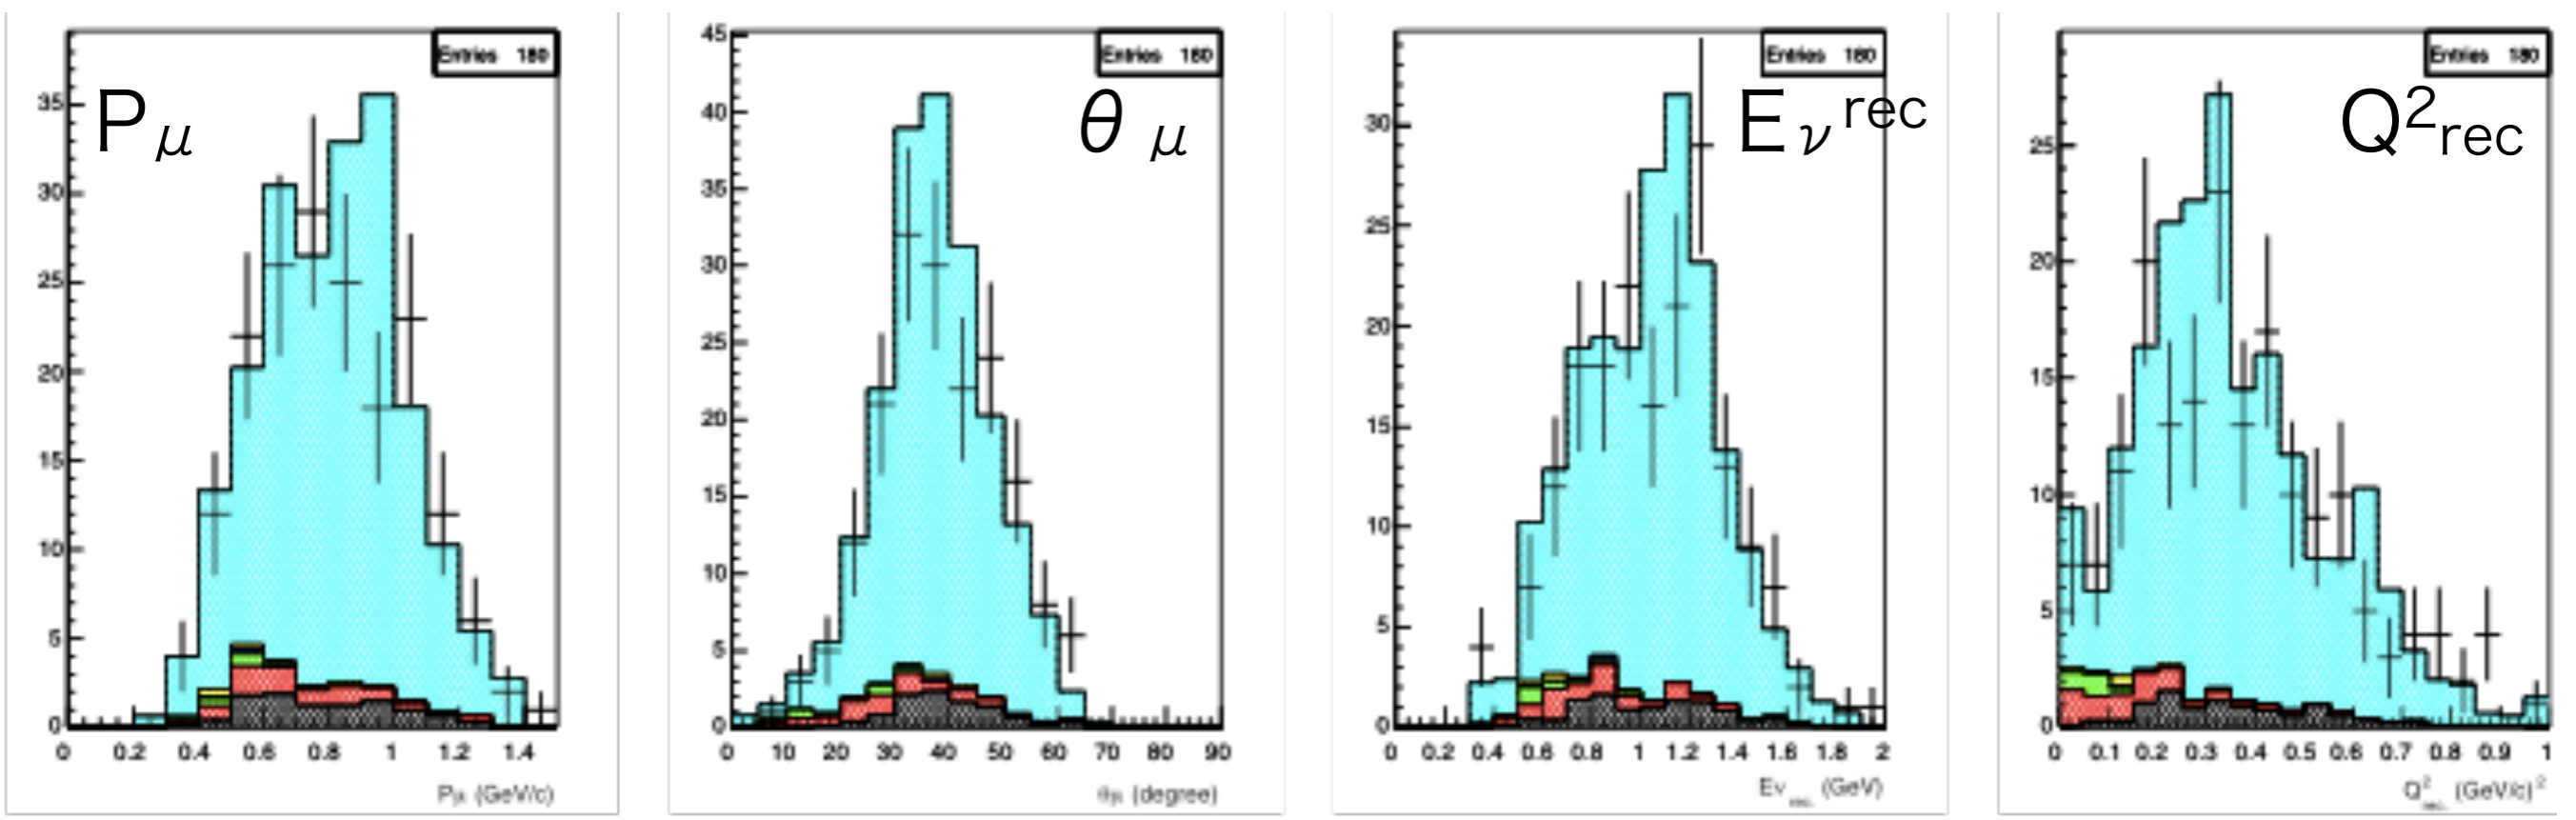 Entries 180
Pμ
35
30
25
20
15
10
5
0
0 0.2 0.4 0.6 0.8 1 1.2 1.4
Pμ (GeV/c)
Entries 180
θ μ
45
40
35
30
25
20
15
10
5
0
0 10 20 30 40 50 60 70 80 90
θμ (degree)
Entries 180
Eν rec
30
25
20
15
10
5
0
0 0.2 0.4 0.6 0.8 1 1.2 1.4 1.6 1.8 2
Eν rec. (GeV)
Entries 180
Q2rec
25
20
15
10
5
0
0 0.1 0.2 0.3 0.4 0.5 0.6 0.7 0.8 0.9 1
Q2rec. (GeV/c)2